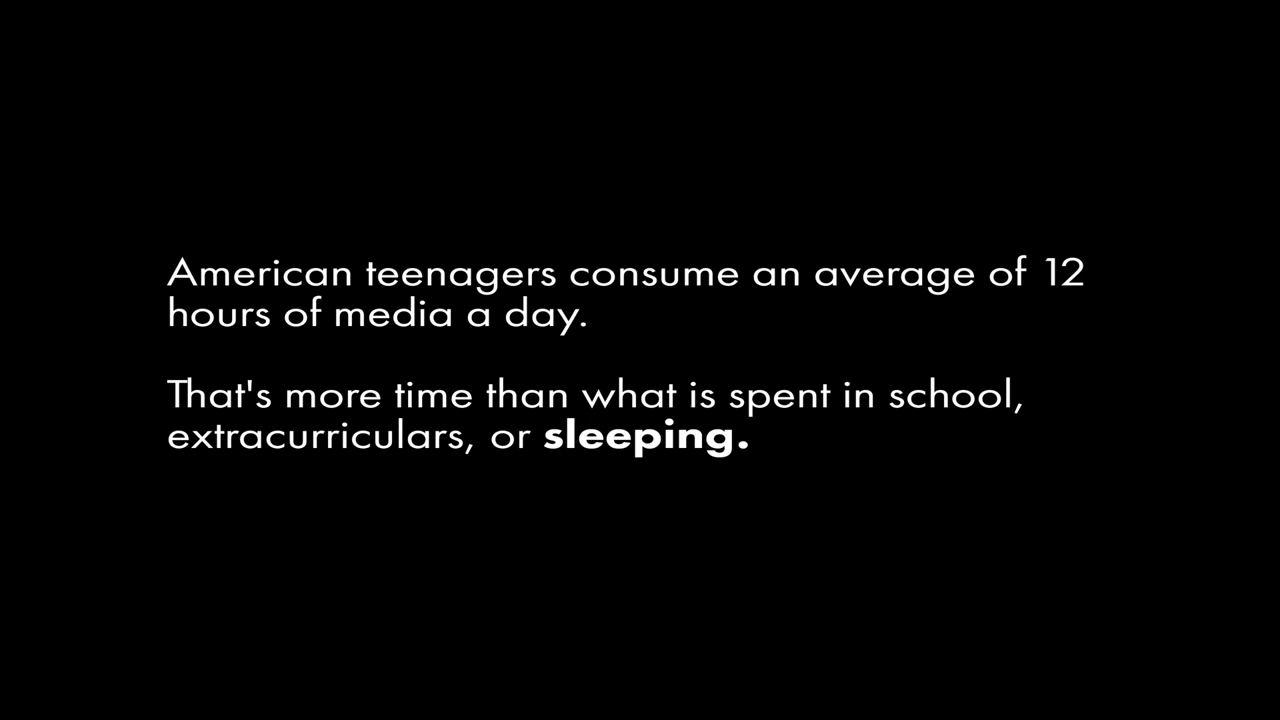 American teenagers consume an average of 12
hours of media a day.
That's more time than what is spent in school,
extracurriculars, or sleeping.